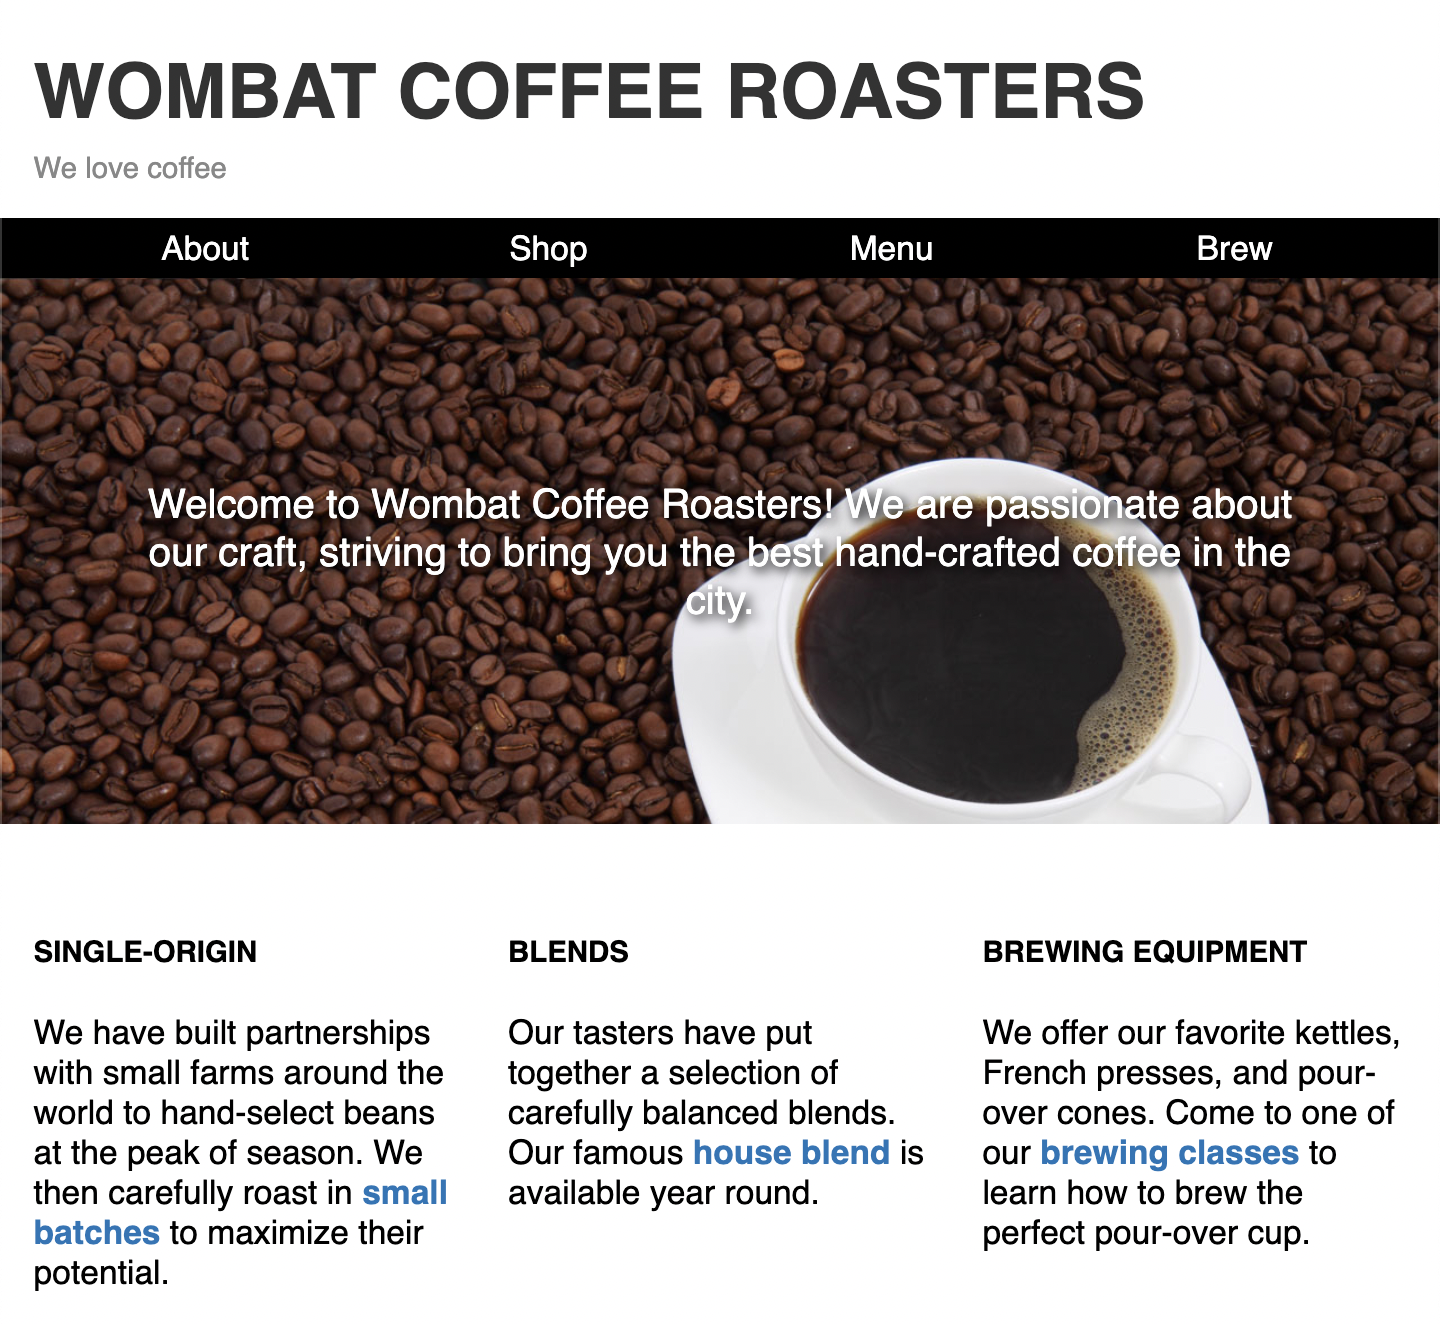 WOMBAT COFFEE ROASTERS
We love coffee
About
Shop
Menu
Brew
Welcome to Wombat Coffee Roasters! We are passionate about
our craft, striving to bring you the best hand-crafted coffee in the
city.
SINGLE-ORIGIN
We have built partnerships
with small farms around the
world to hand-select beans
at the peak of season. We
then carefully roast in small
batches to maximize their
potential.
BLENDS
Our tasters have put
together a selection of
carefully balanced blends.
Our famous house blend is
available year round.
BREWING EQUIPMENT
We offer our favorite kettles,
French presses, and pour-
over cones. Come to one of
our brewing classes to
learn how to brew the
perfect pour-over cup.